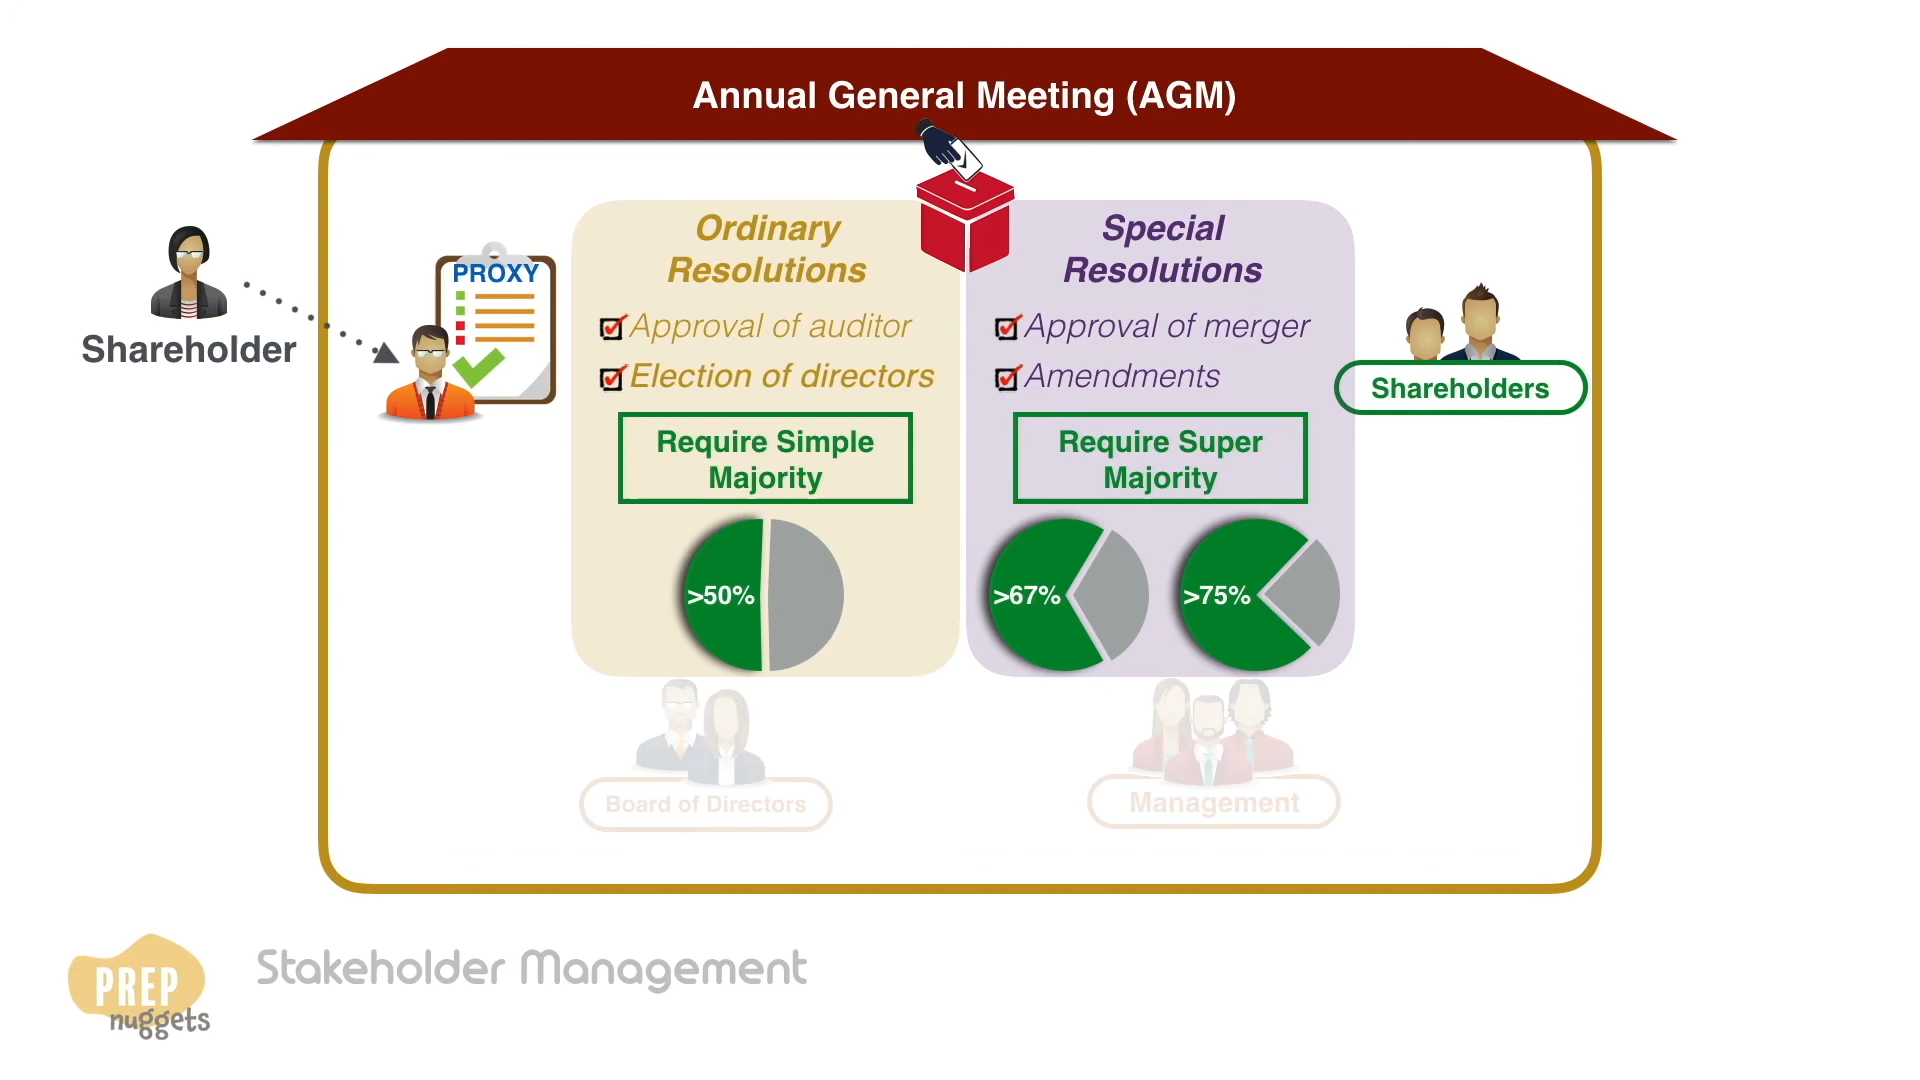 Annual General Meeting (AGM)
Shareholder
PROXY
Ordinary
Resolutions
Approval of auditor
Election of directors
Require Simple
Majority
>50%
Special
Resolutions
Approval of merger
Amendments
Require Super
Majority
>67%
>75%
Shareholders
Board of Directors
Management
PREP
nuggets
Stakeholder Management